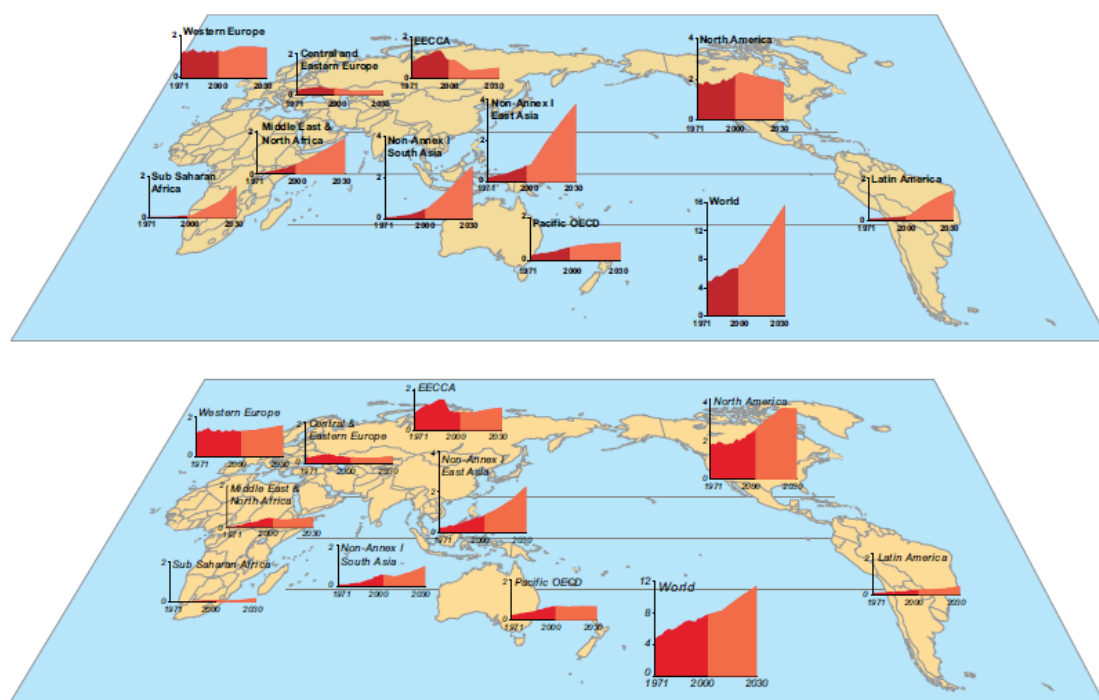 Western Europe
2
0
1971 2000 2030
Central and
Eastern Europe
2
0
1971 2000 2030
EECCA
2
0
1971 2000 2030
North America
4
2
0
1971 2000 2030
Middle East &
North Africa
2
0
1971 2000 2030
Non-Annex I
South Asia
4
2
0
1971 2000 2030
Non-Annex I
East Asia
4
2
0
1971 2000 2030
Sub Saharan
Africa
2
0
1971 2000 2030
Pacific OECD
2
0
1971 2000 2030
World
16
12
8
4
0
1971 2000 2030
Latin America
2
0
1971 2000 2030
EECCA
2
0
1971 2000 2030
Western Europe
2
0
1971 2000 2030
Central &
Eastern Europe
2
0
1971 2000 2030
North America
4
2
0
1971 2000 2030
Middle East &
North Africa
2
0
1971 2000 2030
Non-Annex I
East Asia
4
2
0
1971 2000 2030
Sub Saharan Africa
2
0
1971 2000 2030
Non-Annex I
South Asia
2
0
1971 2000 2030
Pacific OECD
2
0
1971 2000 2030
World
12
8
4
0
1971 2000 2030
Latin America
2
0
1971 2000 2030